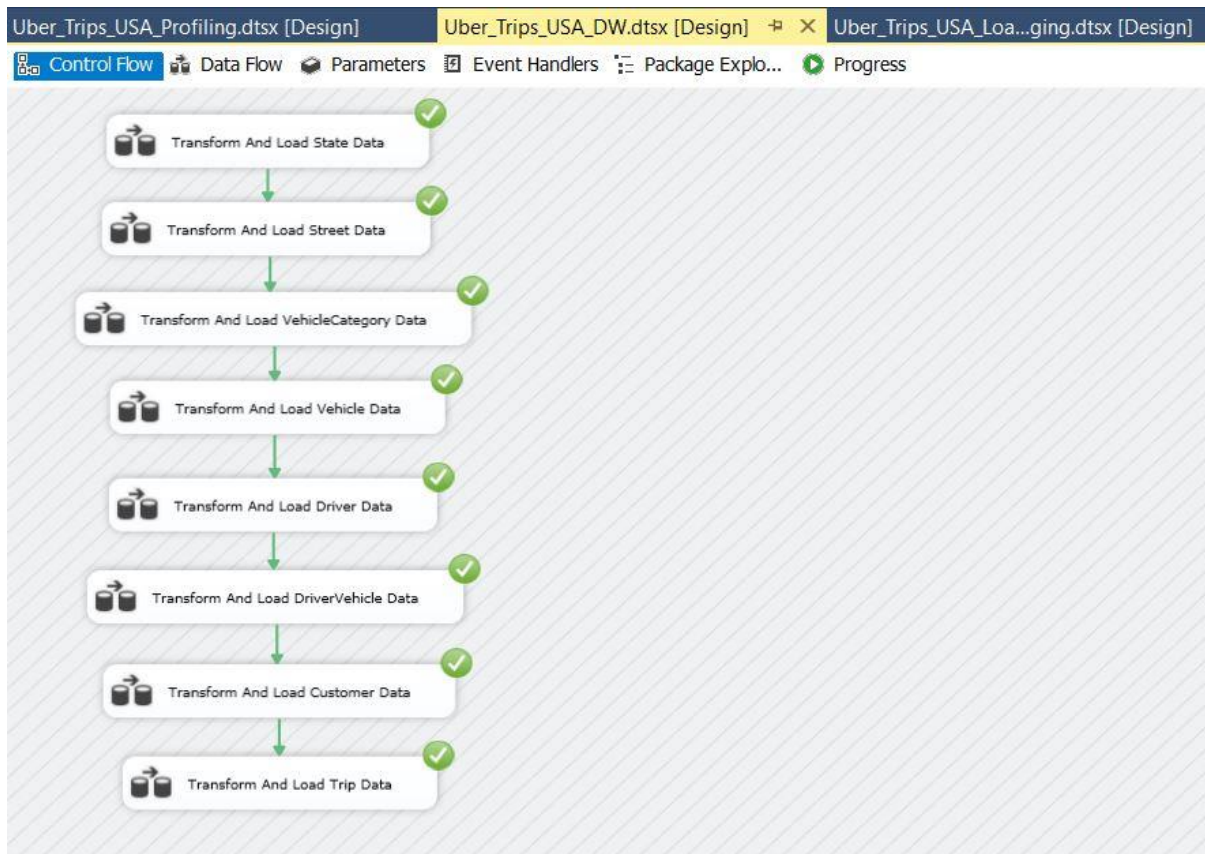 Uber_Trips_USA_Profiling.dtsx [Design] Uber_Trips_USA_DW.dtsx [Design] Uber_Trips_USA_Loa...ging.dtsx [Design]
Control Flow Data Flow Parameters Event Handlers Package Explo... Progress
Transform And Load State Data
Transform And Load Street Data
Transform And Load VehicleCategory Data
Transform And Load Vehicle Data
Transform And Load Driver Data
Transform And Load DriverVehicle Data
Transform And Load Customer Data
Transform And Load Trip Data